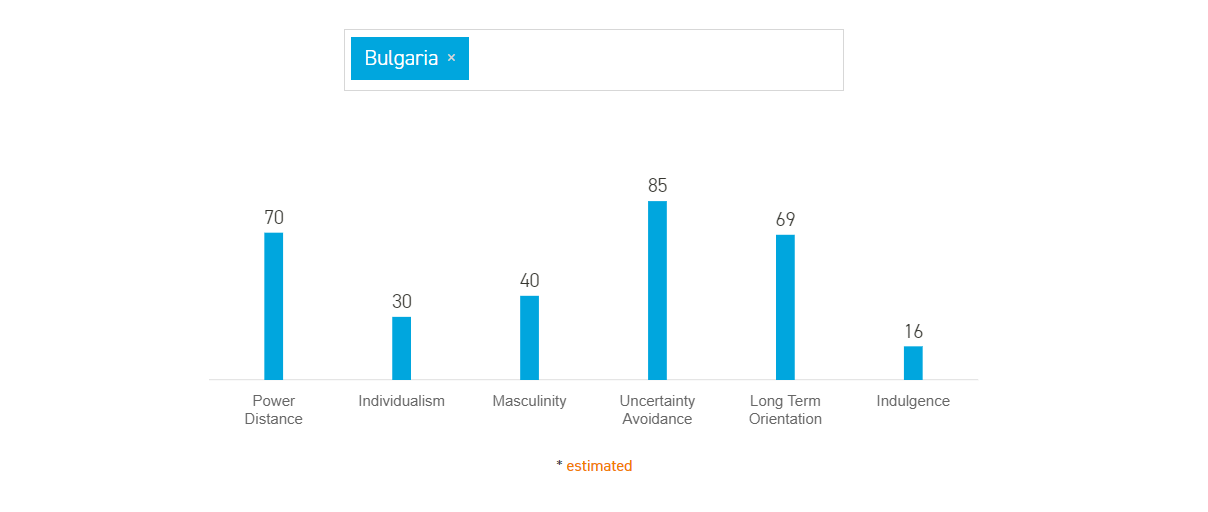 Bulgaria ×
85
70
69
40
30
16
Power
Distance
Individualism
Masculinity
Uncertainty
Avoidance
Long Term
Orientation
Indulgence
* estimated